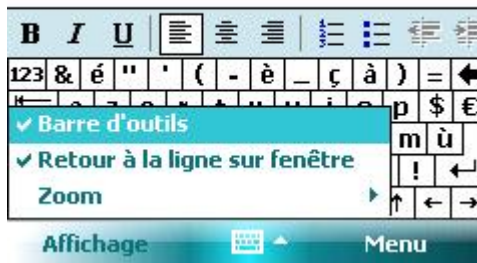 B I U
123 & é " ' ( - è _ ç à ) =
p $ €
Barre d'outils
m ù
Retour à la ligne sur fenêtre
!
Zoom
Affichage Menu